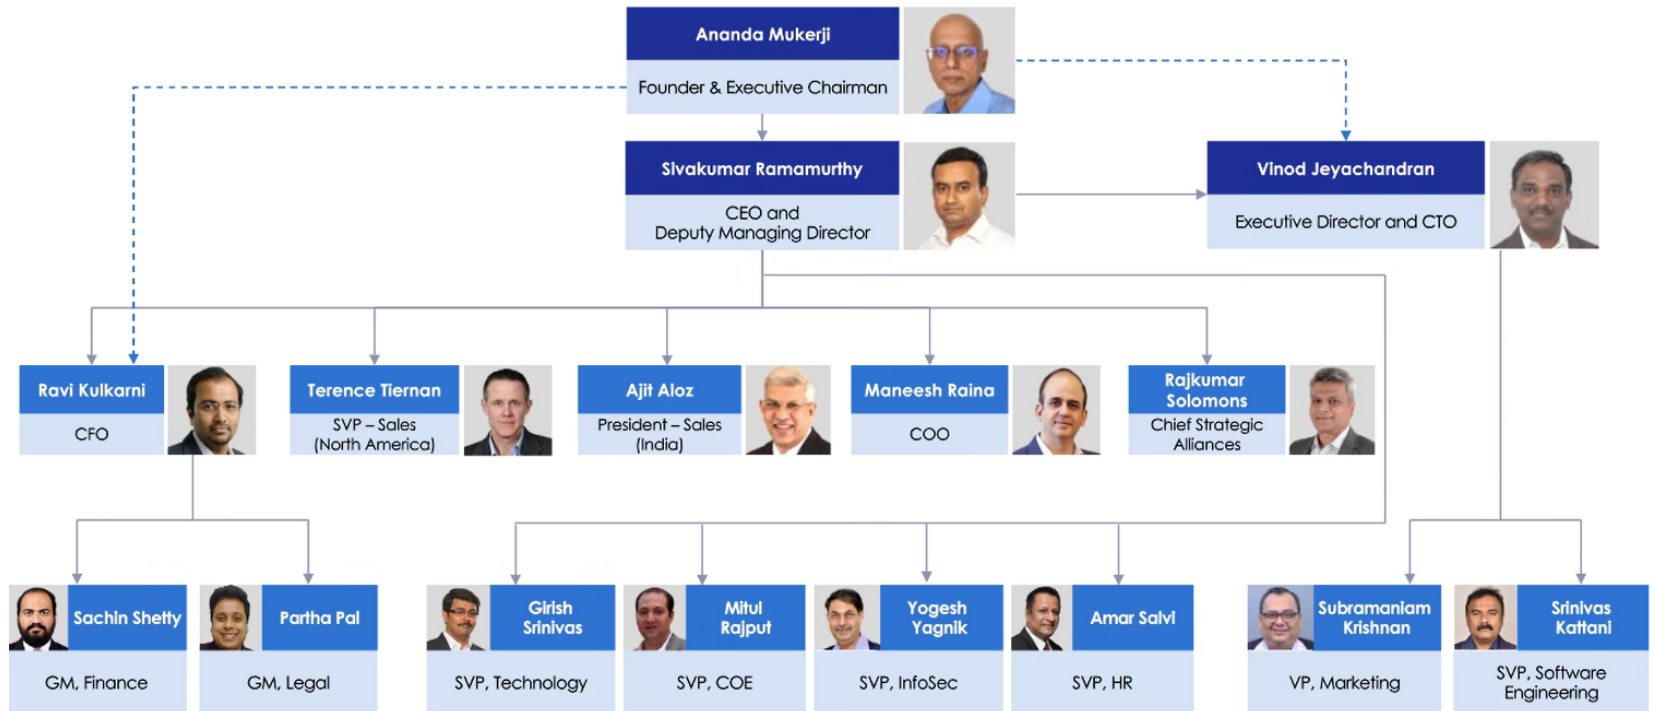 Ananda Mukerji
Founder & Executive Chairman
Sivakumar Ramamurthy
CEO and
Deputy Managing Director
Vinod Jeyachandran
Executive Director and CTO
Ravi Kulkarni
CFO
Terence Tiernan
SVP – Sales
(North America)
Ajit Aloz
President – Sales
(India)
Maneesh Raina
COO
Rajkumar
Solomons
Chief Strategic
Alliances
Sachin Shetty
GM, Finance
Partha Pal
GM, Legal
Girish
Srinivas
SVP, Technology
Mitul
Rajput
SVP, COE
Yogesh
Yagnik
SVP, InfoSec
Amar Salvi
SVP, HR
Subramaniam
Krishnan
VP, Marketing
Srinivas
Kattani
SVP, Software
Engineering